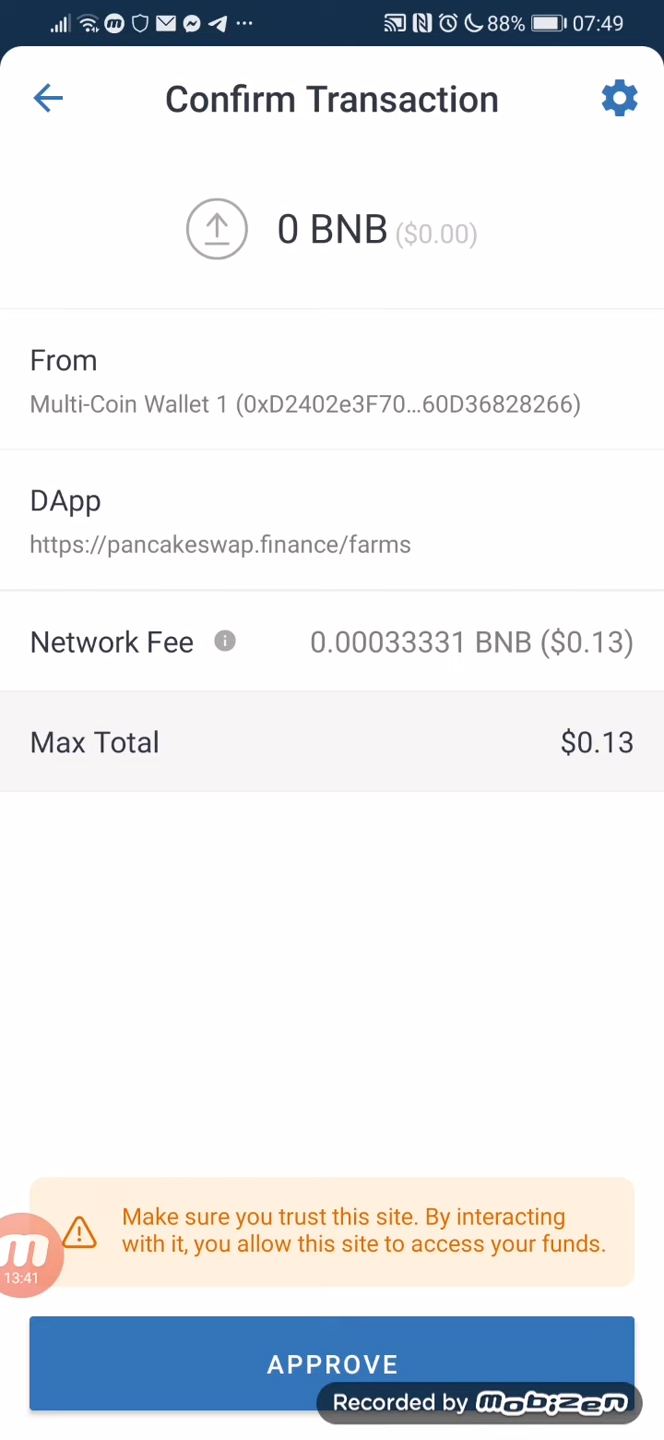 88% 07:49
Confirm Transaction
0 BNB ($0.00)
From
Multi-Coin Wallet 1 (0xD2402e3F70...60D36828266)
DApp
https://pancakeswap.finance/farms
Network Fee 0.00033331 BNB ($0.13)
Max Total $0.13
Make sure you trust this site. By interacting
with it, you allow this site to access your funds.
13:41
APPROVE
Recorded by mobizen